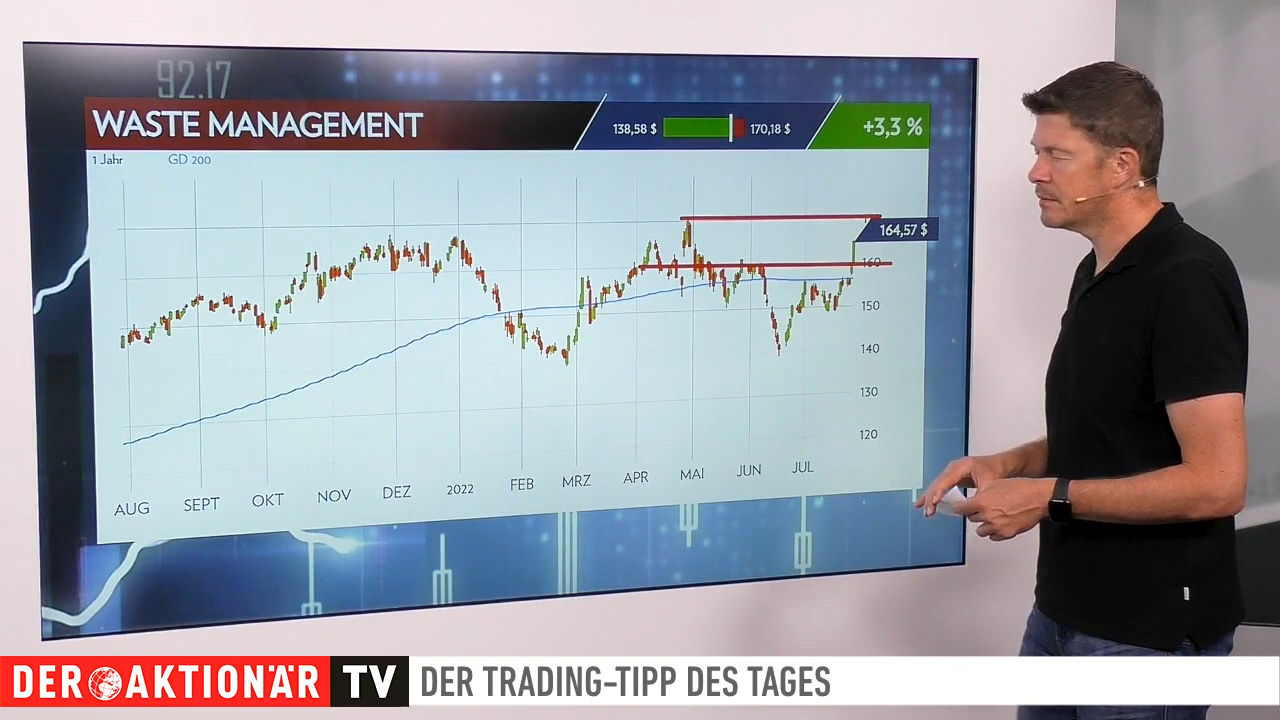 92.17
WASTE MANAGEMENT
138,58 $ 170,18 $
+3,3 %
1 Jahr GD 200
164,57 $
160
150
140
130
120
AUG SEPT OKT NOV DEZ 2022 FEB MRZ APR MAI JUN JUL
DER AKTIONÄR TV
DER TRADING-TIPP DES TAGES